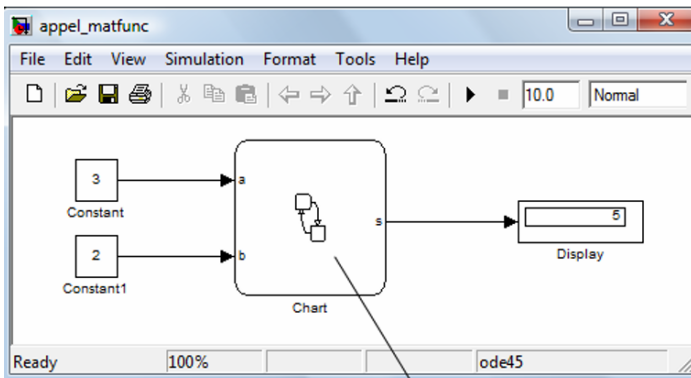 appel_matfunc
File Edit View Simulation Format Tools Help
10.0 Normal
3
a
Constant
s
5
2
b
Display
Constant1
Chart
Ready 100% ode45